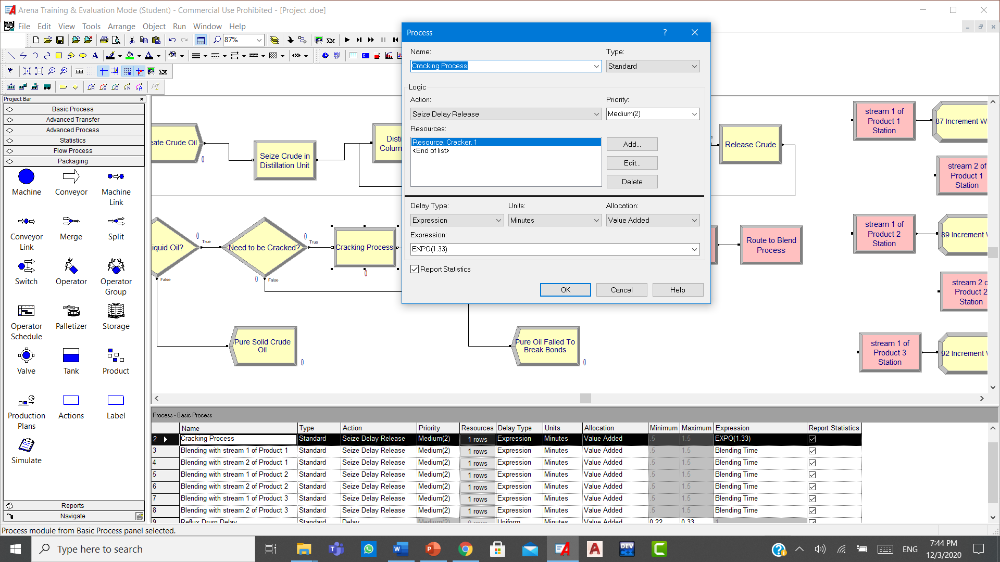 Arena Training & Evaluation Mode (Student) - Commercial Use Prohibited - [Project .doe]
File Edit View Tools Arrange Object Run Window Help
87%
Project Bar
Basic Process
Advanced Transfer
Advanced Process
Statistics
Flow Process
Packaging
Machine Conveyor Machine Link
Conveyor Link Merge Split
Switch Operator Operator Group
Operator Schedule Palletizer Storage
Valve Tank Product
Production Plans Actions Label
Simulate
Reports
Navigate
eate Crude Oil
0
Seize Crude in
Distillation Unit
Disti
Colum
iquid Oil?
0
True
False
Need to be Cracked?
0
True
0
False
Cracking Process
0
Pure Solid Crude
Oil
0
Pure Oil Falied To
Break Bonds
0
Release Crude
Route to Blend
Process
stream 1 of
Product 1
Station
87 Increment W
stream 2 of
Product 1
Station
stream 1 of
Product 2
Station
89 Increment
stream 2 o
Product 2
Station
stream 1 of
Product 3
Station
92 Increment
Process
?
Name:
Type:
Cracking Process
Standard
Logic
Action:
Priority:
Seize Delay Release
Medium(2)
Resources:
Resource, Cracker, 1
<End of list>
Add...
Edit...
Delete
Delay Type: Units: Allocation:
Expression Minutes Value Added
Expression:
EXPO(1.33)
Report Statistics
OK Cancel Help
Process - Basic Process
Name Type Action Priority Resources Delay Type Units Allocation Minimum Maximum Expression Report Statistics
2 Cracking Process Standard Seize Delay Release Medium(2) 1 rows Expression Minutes Value Added .5 1.5 EXPO(1.33)
3 Blending with stream 1 of Product 1 Standard Seize Delay Release Medium(2) 1 rows Expression Minutes Value Added .5 1.5 Blending Time
4 Blending with stream 2 of Product 1 Standard Seize Delay Release Medium(2) 1 rows Expression Minutes Value Added .5 1.5 Blending Time
5 Blending with stream 1 of Product 2 Standard Seize Delay Release Medium(2) 1 rows Expression Minutes Value Added .5 1.5 Blending Time
6 Blending with stream 2 of Product 2 Standard Seize Delay Release Medium(2) 1 rows Expression Minutes Value Added .5 1.5 Blending Time
7 Blending with stream 1 of Product 3 Standard Seize Delay Release Medium(2) 1 rows Expression Minutes Value Added .5 1.5 Blending Time
8 Blending with stream 2 of Product 3 Standard Seize Delay Release Medium(2) 1 rows Expression Minutes Value Added .5 1.5 Blending Time
9 Reflux Drum Delay Standard Delay Medium(2) 0 rows Uniform Minutes Value Added 0.22 0.33 1
Process module from Basic Process panel selected.
Type here to search
DEV
C++
ENG
7:44 PM
12/3/2020